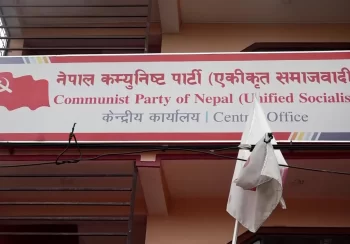 नेपाल कम्युनिष्ट पार्टी (एकीकृत समाजवादी
Communist Party of Nepal (Unified Socialis
केन्द्रीय कार्यालय | Central Office